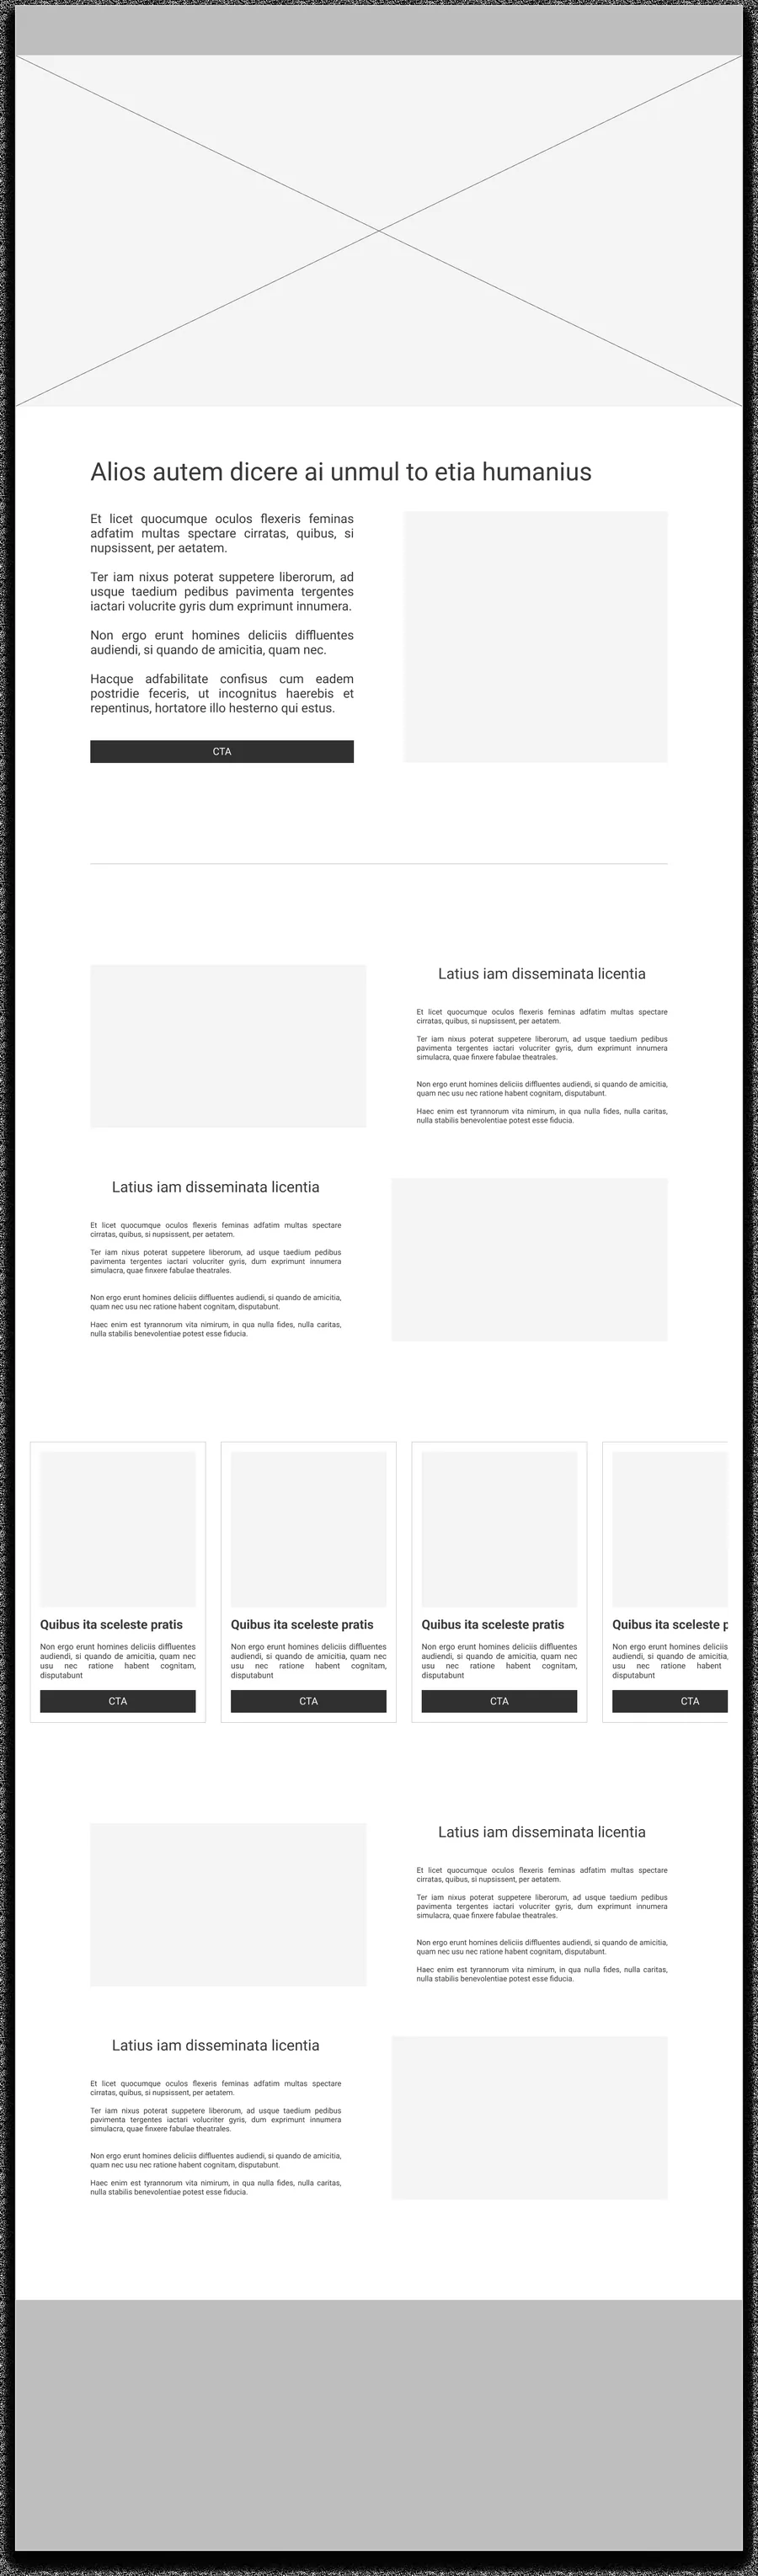 Alios autem dicere ai unmul to etia humanius
Et licet quocumque oculos flexeris feminas
adfatim multas spectare cirratas, quibus, si
nupsissent, per aetatem.
Ter iam nixus poterat suppetere liberorum, ad
usque taedium pedibus pavimenta tergentes
iactari volucrite gyris dum exprimunt innumera.
Non ergo erunt homines deliciis diffluentes
audiendi, si quando de amicitia, quam nec.
Hacque adfabilitate confisus cum eadem
postridie feceris, ut incognitus haerebis et
repentinus, hortatore illo hesterno qui estus.
CTA
Latius iam disseminata licentia
Et licet quocumque oculos flexeris feminas adfatim multas spectare
cirratas, quibus, si nupsissent, per aetatem.
Ter iam nixus poterat suppetere liberorum, ad usque taedium pedibus
pavimenta tergentes iactari volucriter gyris, dum exprimunt innumera
simulacra, quae finxere fabulae theatrales.
Non ergo erunt homines deliciis diffluentes audiendi, si quando de amicitia,
quam nec usu nec ratione habent cognitam, disputabunt.
Haec enim est tyrannorum vita nimirum, in qua nulla fides, nulla caritas,
nulla stabilis benevolentiae potest esse fiducia.
Latius iam disseminata licentia
Et licet quocumque oculos flexeris feminas adfatim multas spectare
cirratas, quibus, si nupsissent, per aetatem.
Ter iam nixus poterat suppetere liberorum, ad usque taedium pedibus
pavimenta tergentes iactari volucriter gyris, dum exprimunt innumera
simulacra, quae finxere fabulae theatrales.
Non ergo erunt homines deliciis diffluentes audiendi, si quando de amicitia,
quam nec usu nec ratione habent cognitam, disputabunt.
Haec enim est tyrannorum vita nimirum, in qua nulla fides, nulla caritas,
nulla stabilis benevolentiae potest esse fiducia.
Quibus ita sceleste pratis
Non ergo erunt homines deliciis diffluentes
audiendi, si quando de amicitia, quam nec
usu nec ratione habent cognitam,
disputabunt
CTA
Quibus ita sceleste pratis
Non ergo erunt homines deliciis diffluentes
audiendi, si quando de amicitia, quam nec
usu nec ratione habent cognitam,
disputabunt
CTA
Quibus ita sceleste pratis
Non ergo erunt homines deliciis diffluentes
audiendi, si quando de amicitia, quam nec
usu nec ratione habent cognitam,
disputabunt
CTA
Quibus ita sceleste p
Non ergo erunt homines deliciis
audiendi, si quando de amicitia,
usu nec ratione habent
disputabunt
CTA
Latius iam disseminata licentia
Et licet quocumque oculos flexeris feminas adfatim multas spectare
cirratas, quibus, si nupsissent, per aetatem.
Ter iam nixus poterat suppetere liberorum, ad usque taedium pedibus
pavimenta tergentes iactari volucriter gyris, dum exprimunt innumera
simulacra, quae finxere fabulae theatrales.
Non ergo erunt homines deliciis diffluentes audiendi, si quando de amicitia,
quam nec usu nec ratione habent cognitam, disputabunt.
Haec enim est tyrannorum vita nimirum, in qua nulla fides, nulla caritas,
nulla stabilis benevolentiae potest esse fiducia.
Latius iam disseminata licentia
Et licet quocumque oculos flexeris feminas adfatim multas spectare
cirratas, quibus, si nupsissent, per aetatem.
Ter iam nixus poterat suppetere liberorum, ad usque taedium pedibus
pavimenta tergentes iactari volucriter gyris, dum exprimunt innumera
simulacra, quae finxere fabulae theatrales.
Non ergo erunt homines deliciis diffluentes audiendi, si quando de amicitia,
quam nec usu nec ratione habent cognitam, disputabunt.
Haec enim est tyrannorum vita nimirum, in qua nulla fides, nulla caritas,
nulla stabilis benevolentiae potest esse fiducia.